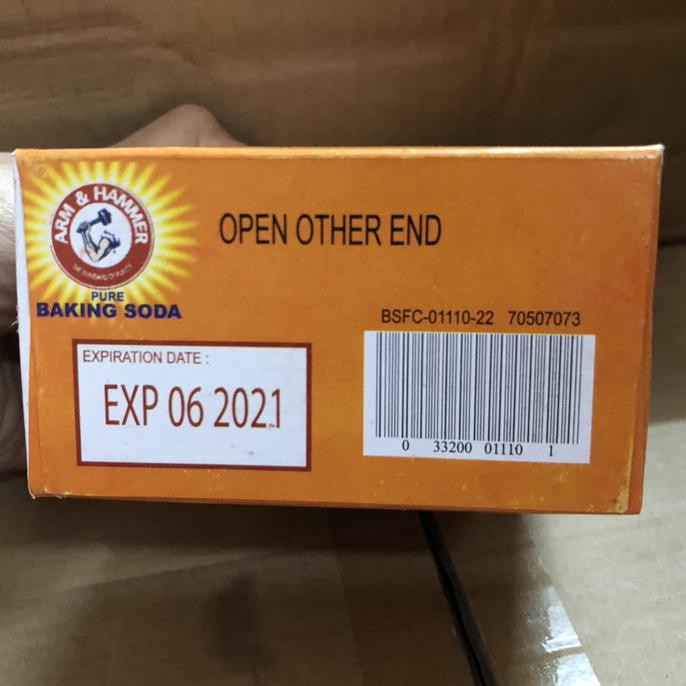 ARM & HAMMER
THE STANDARD OF PURITY
PURE
BAKING SODA
OPEN OTHER END
BSFC-01110-22 70507073
EXPIRATION DATE :
EXP 06 2021
0 33200 01110 1